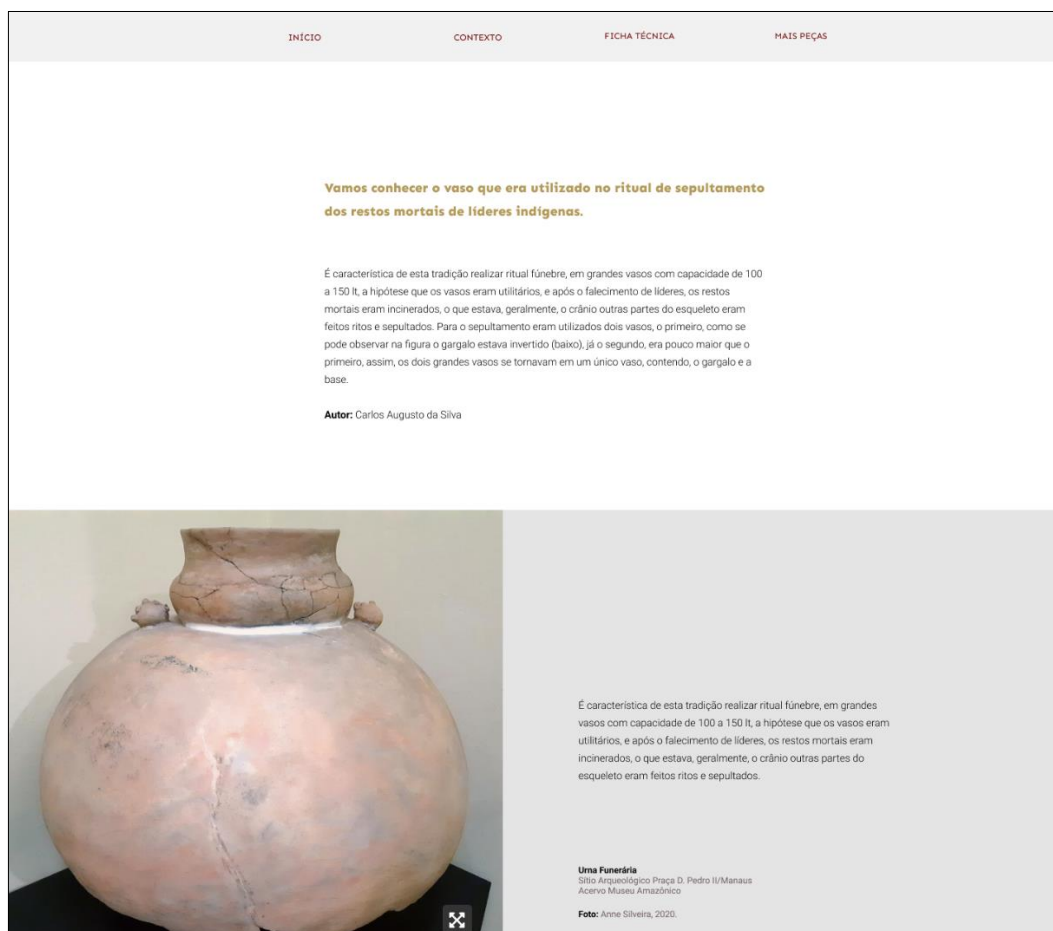 INÍCIO
CONTEXTO
FICHA TÉCNICA
MAIS PEÇAS
Vamos conhecer o vaso que era utilizado no ritual de sepultamento
dos restos mortais de líderes indígenas.
É característica de esta tradição realizar ritual fúnebre, em grandes vasos com capacidade de 100
a 150 lt, a hipótese que os vasos eram utilitários, e após o falecimento de líderes, os restos
mortais eram incinerados, o que estava, geralmente, o crânio outras partes do esqueleto eram
feitos ritos e sepultados. Para o sepultamento eram utilizados dois vasos, o primeiro, como se
pode observar na figura o gargalo estava invertido (baixo), já o segundo, era pouco maior que o
primeiro, assim, os dois grandes vasos se tornavam em um único vaso, contendo, o gargalo e a
base.
Autor: Carlos Augusto da Silva
É característica de esta tradição realizar ritual fúnebre, em grandes
vasos com capacidade de 100 a 150 lt, a hipótese que os vasos eram
utilitários, e após o falecimento de líderes, os restos mortais eram
incinerados, o que estava, geralmente, o crânio outras partes do
esqueleto eram feitos ritos e sepultados.
Urna Funerária
Sítio Arqueológico Praça D. Pedro II/Manaus
Acervo Museu Amazônico
Foto: Anne Silveira, 2020.